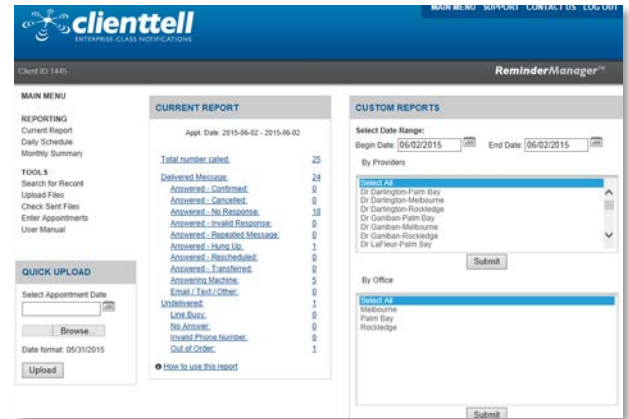 MAIN MENU SUPPORT CONTACT US LOG OUT
clienttell
ENTERPRISE-CLASS NOTIFICATIONS
Client ID 1445
ReminderManager™
MAIN MENU
REPORTING
Current Report
Daily Schedule
Monthly Summary
TOOLS
Search for Record
Upload Files
Check Sent Files
Enter Appointments
User Manual
QUICK UPLOAD
Select Appointment Date
Browse...
Date format: 05/31/2015
Upload
CURRENT REPORT
Appt. Date: 2015-06-02 - 2015-06-02
Total number called: 25
Delivered Message: 24
Answered - Confirmed: 0
Answered - Cancelled: 0
Answered - No Response: 18
Answered - Invalid Response: 0
Answered - Repeated Message: 0
Answered - Hung Up: 1
Answered - Rescheduled: 0
Answered - Transferred: 0
Answering Machine: 5
Email / Text / Other: 0
Undelivered: 1
Line Busy: 0
No Answer: 0
Invalid Phone Number: 0
Out of Order: 1
How to use this report
CUSTOM REPORTS
Select Date Range:
Begin Date: 06/02/2015 End Date: 06/02/2015
By Providers
Select All
Dr Darlington-Palm Bay
Dr Darlington-Melbourne
Dr Darlington-Rockledge
Dr Ganiban-Palm Bay
Dr Ganiban-Melbourne
Dr Ganiban-Rockledge
Dr LaFleur-Palm Bay
Submit
By Office
Select All
Melbourne
Palm Bay
Rockledge
Submit